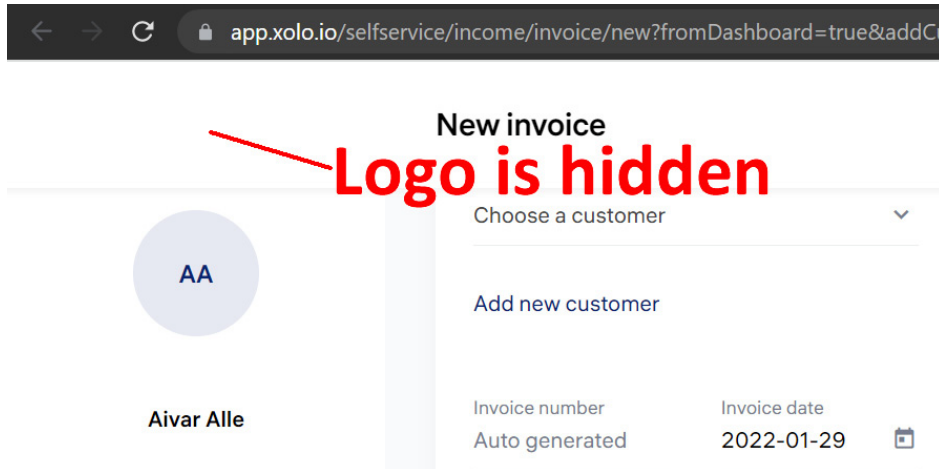 app.xolo.io/selfservice/income/invoice/new?fromDashboard=true&addC
New invoice
Logo is hidden
Choose a customer
AA
Add new customer
Aivar Alle
Invoice number
Invoice date
Auto generated
2022-01-29